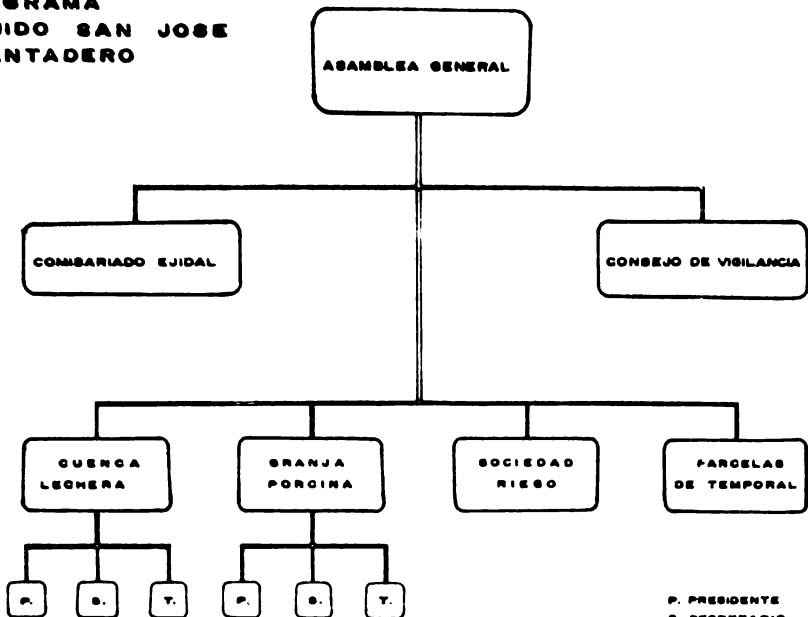 GRAMA
IDO SAN JOSE
NTADERO
ASAMBLEA GENERAL
COMISARIADO EJIDAL
CONSEJO DE VIGILANCIA
CUENCA
LECHERA
GRANJA
PORCINA
SOCIEDAD
RIEGO
PARCELAS
DE TEMPORAL
P.
S.
T.
P.
S.
T.
P. PRESIDENTE
S. SECRETARIO